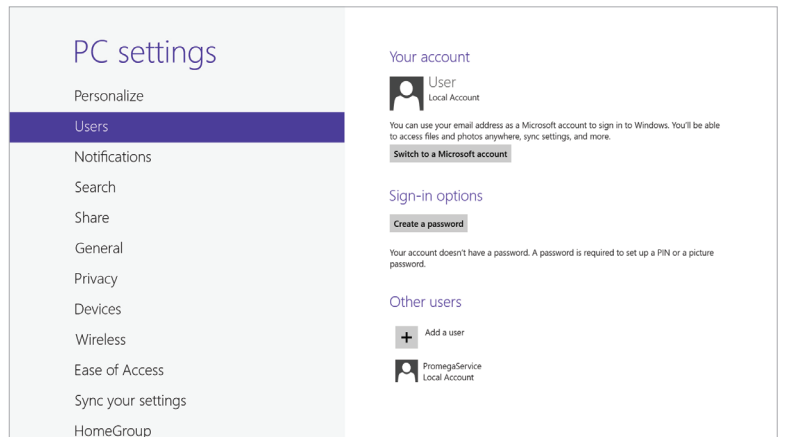 PC settings
Personalize
Users
Notifications
Search
Share
General
Privacy
Devices
Wireless
Ease of Access
Sync your settings
HomeGroup
Your account
User
Local Account
You can use your email address as a Microsoft account to sign in to Windows. You'll be able
to access files and photos anywhere, sync settings, and more.
Switch to a Microsoft account
Sign-in options
Create a password
Your account doesn't have a password. A password is required to set up a PIN or a picture
password.
Other users
+
Add a user
PromegaService
Local Account